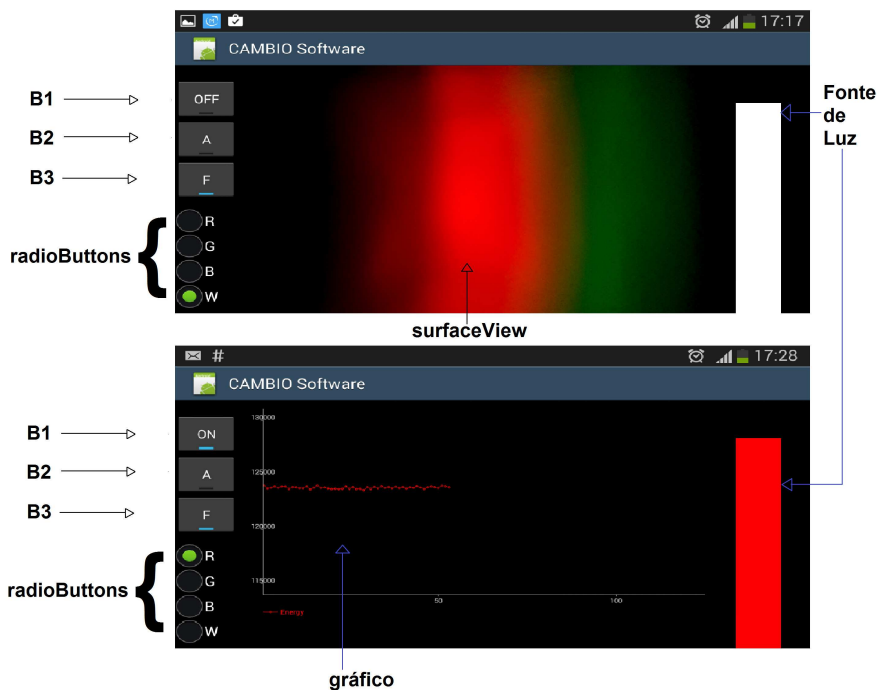 17:17
CAMBIO Software
B1
OFF
Fonte
de
Luz
B2
A
B3
F
radioButtons
R
G
B
W
surfaceView
#
17:28
CAMBIO Software
B1
ON
130000
B2
A
125000
B3
F
120000
radioButtons
R
G
B
W
115000
50
100
Energy
gráfico